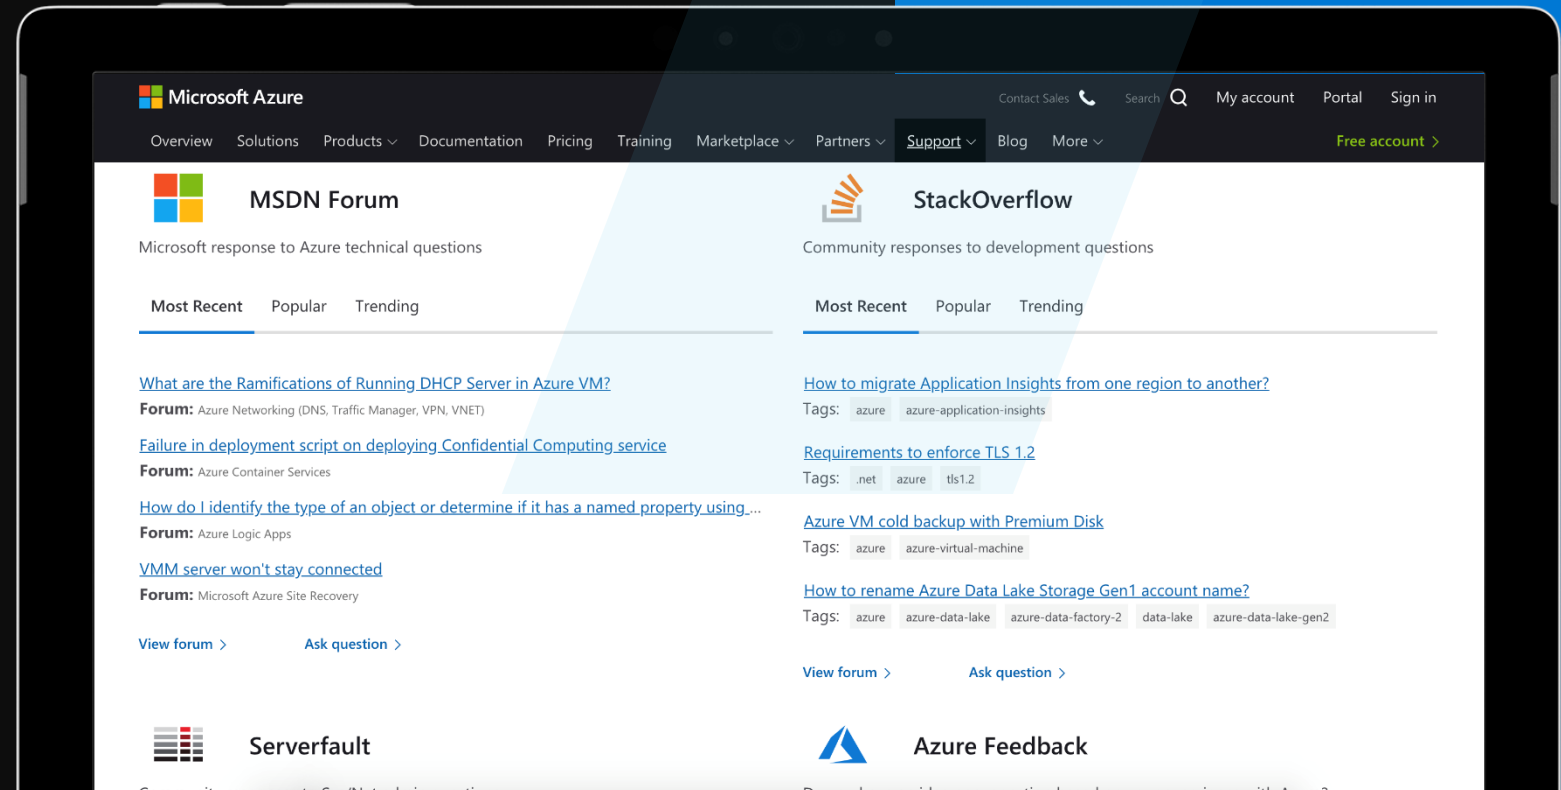 Microsoft Azure
Contact Sales
Search
My account
Portal
Sign in
Overview
Solutions
Products
Documentation
Pricing
Training
Marketplace
Partners
Support
Blog
More
Free account
MSDN Forum
Microsoft response to Azure technical questions
Most Recent
Popular
Trending
What are the Ramifications of Running DHCP Server in Azure VM?
Forum: Azure Networking (DNS, Traffic Manager, VPN, VNET)
Failure in deployment script on deploying Confidential Computing service
Forum: Azure Container Services
How do I identify the type of an object or determine if it has a named property using ...
Forum: Azure Logic Apps
VMM server won't stay connected
Forum: Microsoft Azure Site Recovery
View forum
Ask question
StackOverflow
Community responses to development questions
Most Recent
Popular
Trending
How to migrate Application Insights from one region to another?
Tags: azure azure-application-insights
Requirements to enforce TLS 1.2
Tags: .net azure tls1.2
Azure VM cold backup with Premium Disk
Tags: azure azure-virtual-machine
How to rename Azure Data Lake Storage Gen1 account name?
Tags: azure azure-data-lake azure-data-factory-2 data-lake azure-data-lake-gen2
View forum
Ask question
Serverfault
Azure Feedback